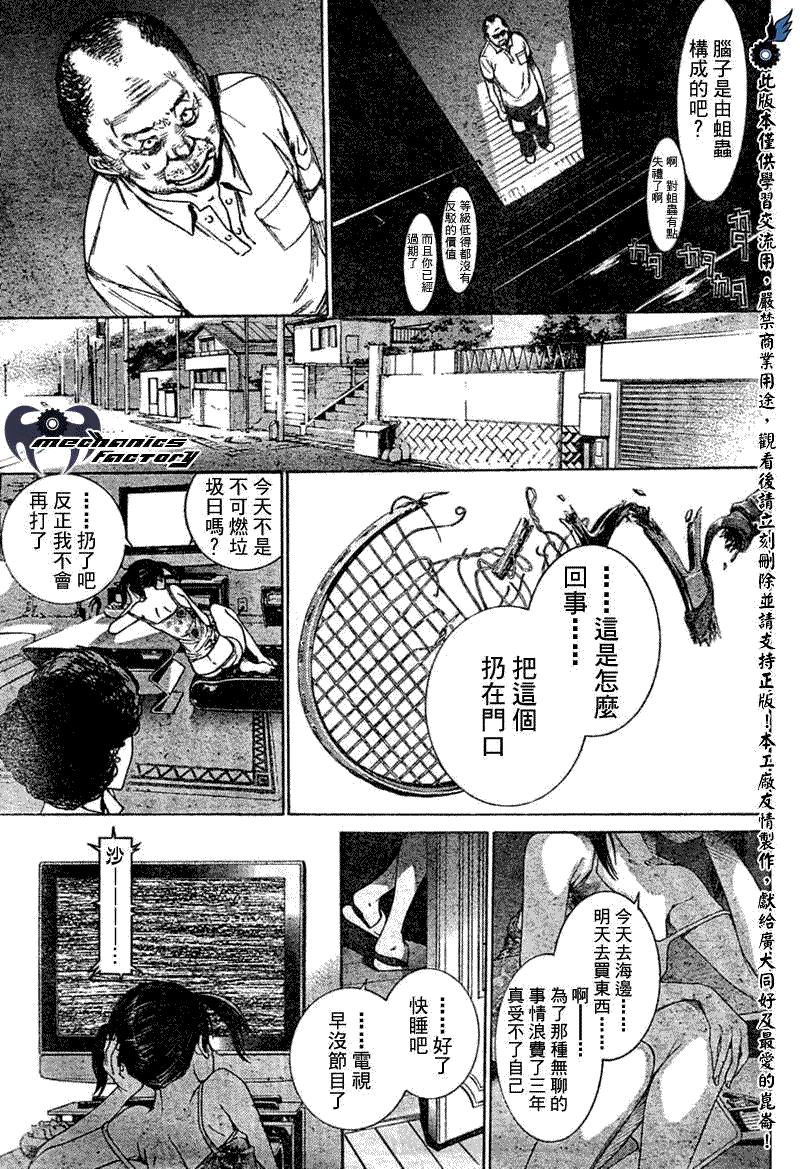 腦子是由蛆蟲
構成的吧？
啊 對蛆蟲有點
失禮了啊
等級低得都沒有
反駁的價值
而且你已經
過期了
カタ
カタ
カタ
mechanics
factory
……這是怎麼
回事……
把這個
扔在門口
今天不是
不可燃垃
圾日嗎？
……扔了吧
反正我不會
再打了
今天去海邊
明天去買東西……
啊——
為了那種無聊的
事情浪費了三年
真受不了自己
……好了
快睡吧
……電視
早沒節目了
沙———…
此版本僅供學習交流用，嚴禁商業用途，觀看後請立刻刪除並請支持正版！本工廠友情製作，獻給廣大同好及最愛的崑崙！